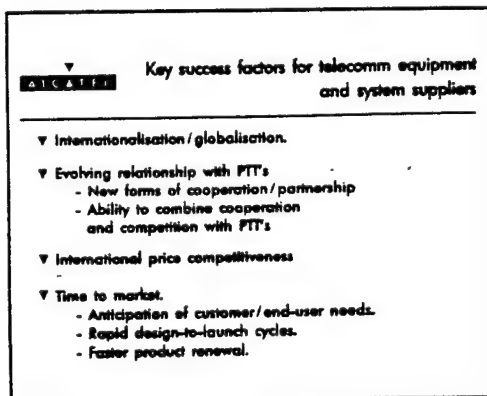 ALCATEL
Key success factors for telecomm equipment
and system suppliers
▼ Internationalisation / globalisation.
▼ Evolving relationship with PTT's
- New forms of cooperation / partnership
- Ability to combine cooperation
and competition with PTT's
▼ International price competitiveness
▼ Time to market.
- Anticipation of customer / end-user needs.
- Rapid design-to-launch cycles.
- Faster product renewal.